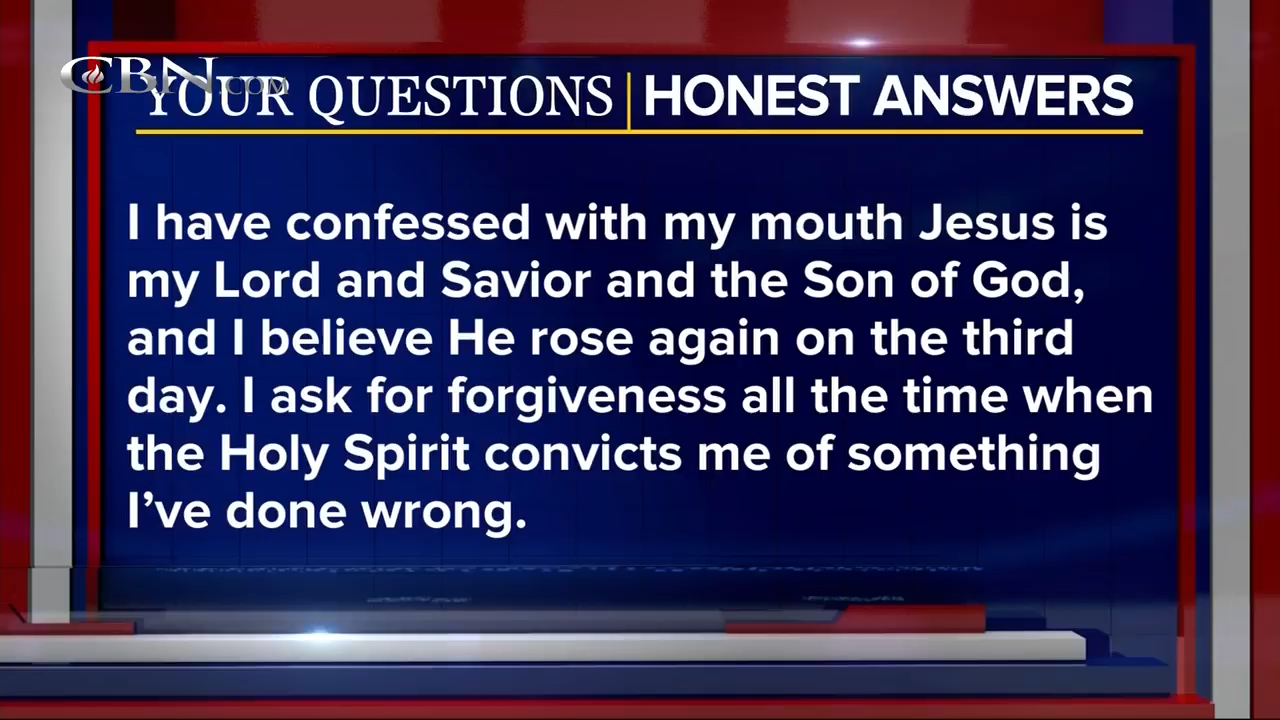 CBN.COM
YOUR QUESTIONS | HONEST ANSWERS
I have confessed with my mouth Jesus is
my Lord and Savior and the Son of God,
and I believe He rose again on the third
day. I ask for forgiveness all the time when
the Holy Spirit convicts me of something
I’ve done wrong.